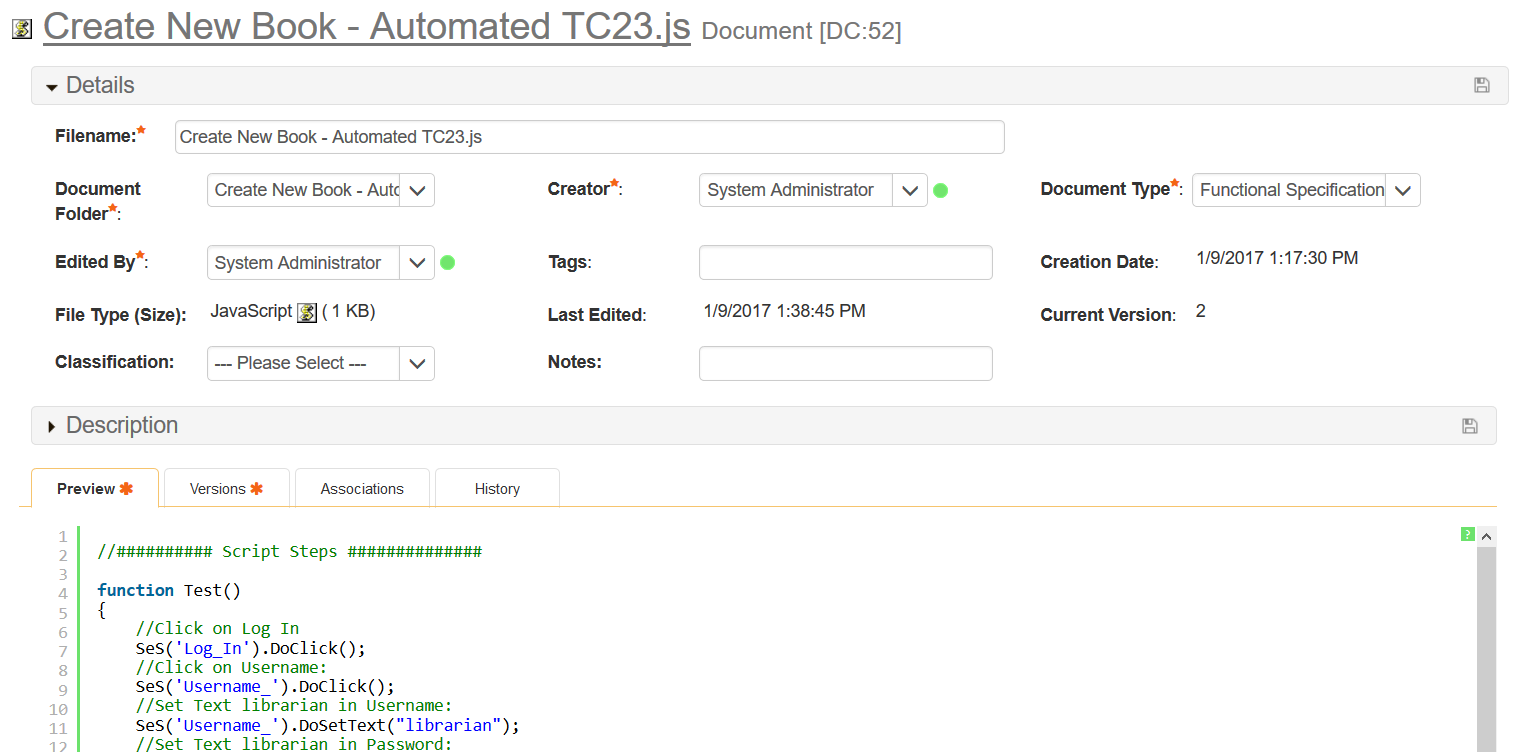 Create New Book - Automated TC23.js Document [DC:52]
Details
Filename:* Create New Book - Automated TC23.js
Document Folder*: Create New Book - Auto Creator*: System Administrator Document Type*: Functional Specification
Edited By*: System Administrator Tags: Creation Date: 1/9/2017 1:17:30 PM
File Type (Size): JavaScript ( 1 KB) Last Edited: 1/9/2017 1:38:45 PM Current Version: 2
Classification: --- Please Select --- Notes:
Description
Preview * Versions * Associations History
?
1
2 //########## Script Steps ##############
3
4 function Test()
5 {
6 //Click on Log In
7 SeS('Log_In').DoClick();
8 //Click on Username:
9 SeS('Username_').DoClick();
10 //Set Text librarian in Username:
11 SeS('Username_').DoSetText("librarian");
12 //Set Text librarian in Password: